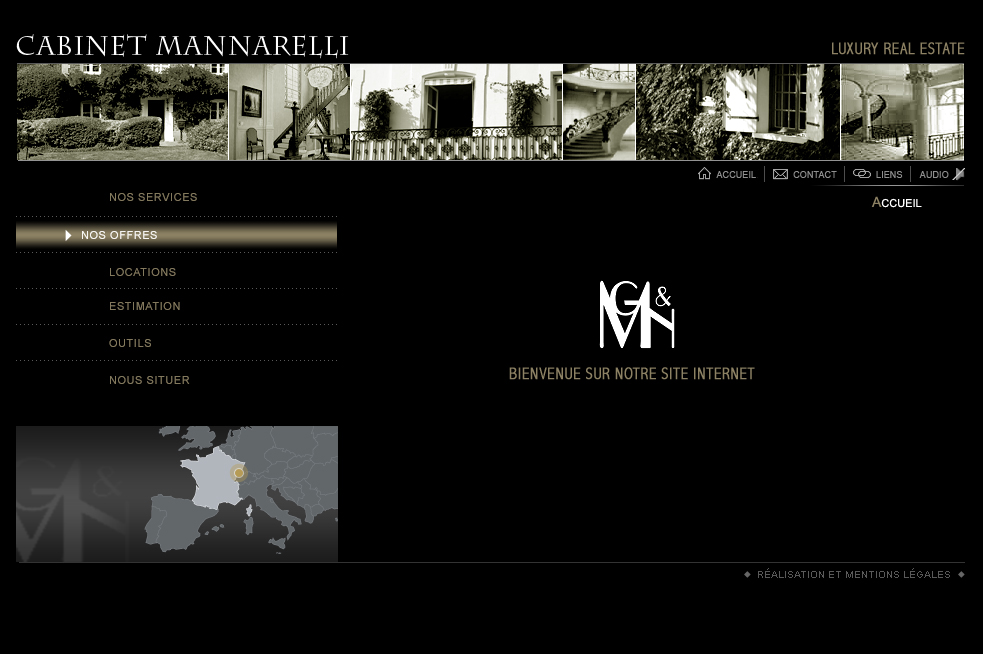 CABINET MANNARELLI
LUXURY REAL ESTATE
ACCUEIL
CONTACT
LIENS
AUDIO
ACCUEIL
NOS SERVICES
NOS OFFRES
LOCATIONS
ESTIMATION
OUTILS
NOUS SITUER
G&
MN
BIENVENUE SUR NOTRE SITE INTERNET
RÉALISATION ET MENTIONS LÉGALES